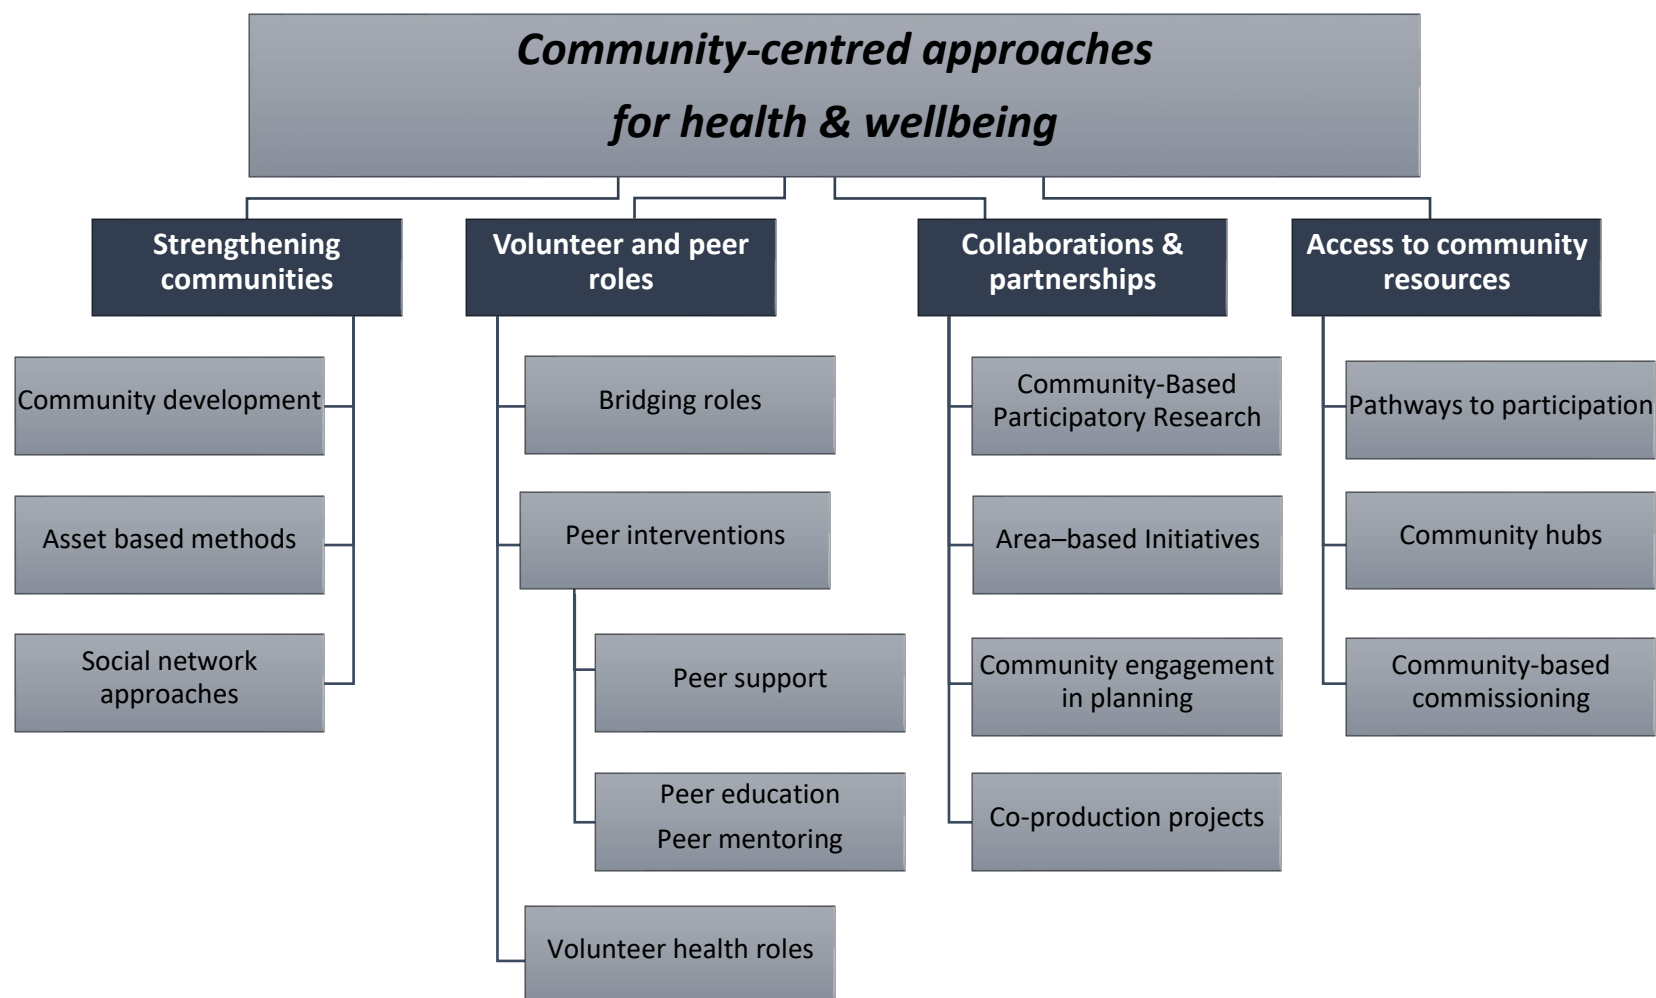 Community-centred approaches
for health & wellbeing
Strengthening
communities
Community development
Asset based methods
Social network
approaches
Volunteer and peer
roles
Bridging roles
Peer interventions
Peer support
Peer education
Peer mentoring
Volunteer health roles
Collaborations &
partnerships
Community-Based
Participatory Research
Area–based Initiatives
Community engagement
in planning
Co-production projects
Access to community
resources
Pathways to participation
Community hubs
Community-based
commissioning